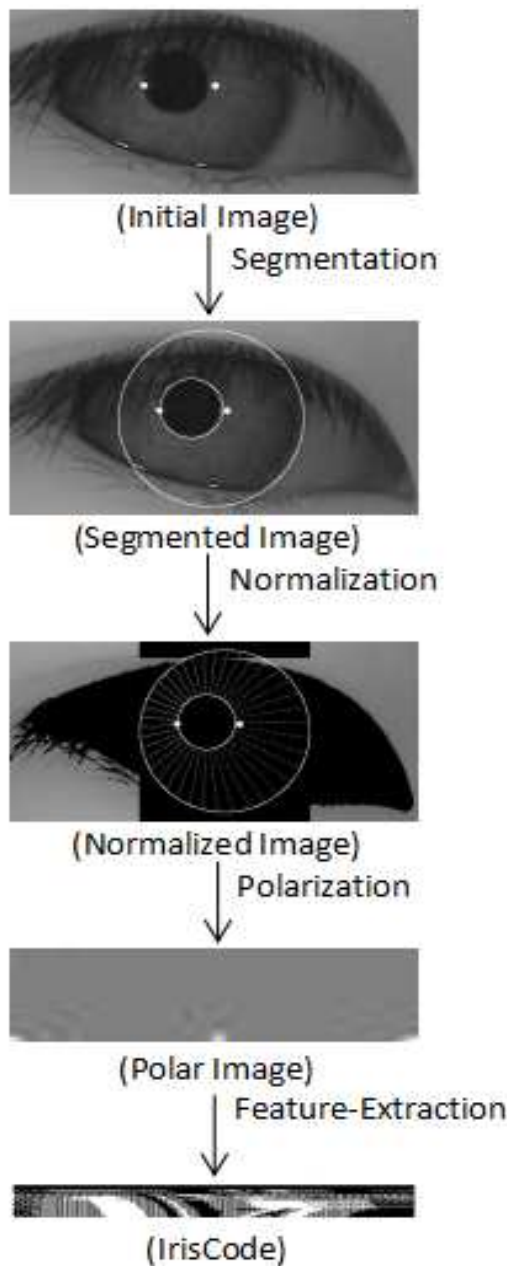 (Initial Image)
Segmentation
(Segmented Image)
Normalization
(Normalized Image)
Polarization
(Polar Image)
Feature-Extraction
(IrisCode)